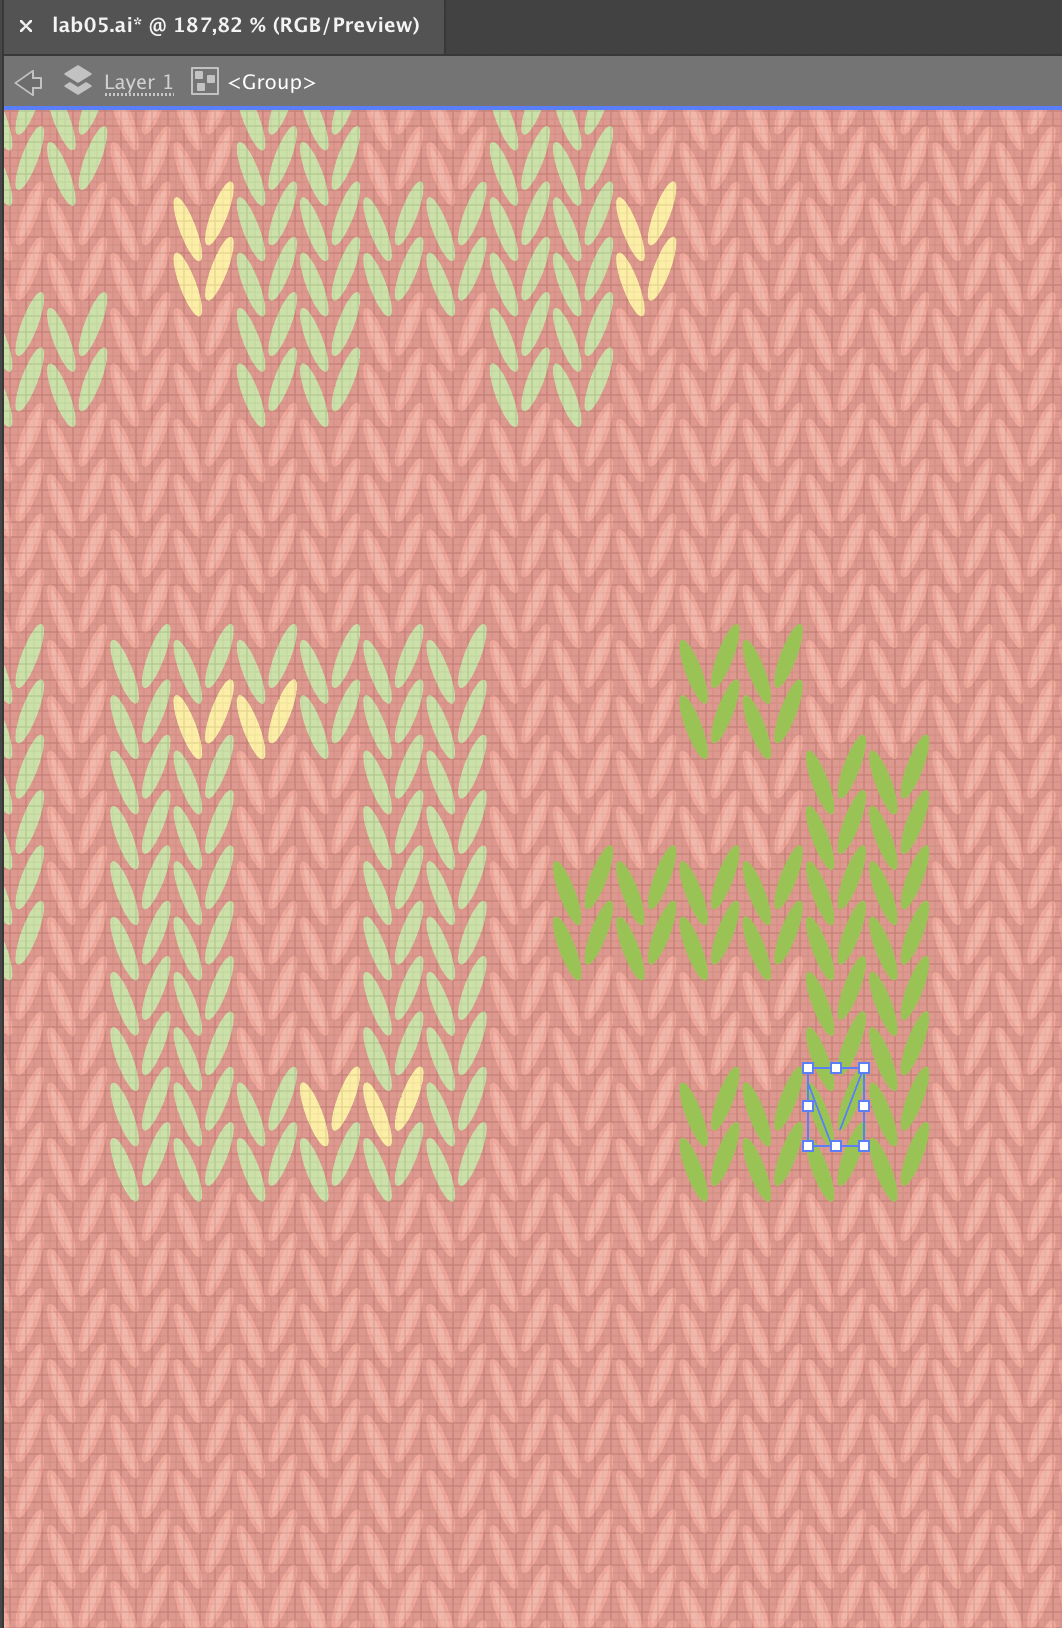 lab05.ai* @ 187,82 % (RGB/Preview)
Layer 1 <Group>